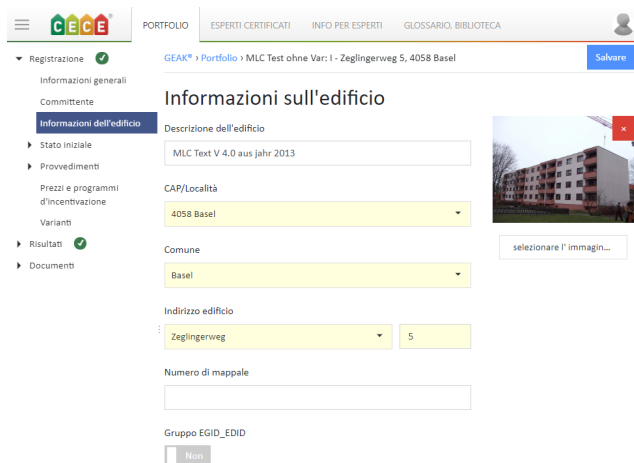 CECE®
PORTFOLIO
ESPERTI CERTIFICATI
INFO PER ESPERTI
GLOSSARIO, BIBLIOTECA
Registrazione
Informazioni generali
Committente
Informazioni dell'edificio
Stato iniziale
Provvedimenti
Prezzi e programmi
d'incentivazione
Varianti
Risultati
Documenti
GEAK® › Portfolio › MLC Test ohne Var: I - Zeglingerweg 5, 4058 Basel
Salvare
Informazioni sull'edificio
Descrizione dell'edificio
MLC Text V 4.0 aus jahr 2013
CAP/Località
4058 Basel
Comune
Basel
Indirizzo edificio
Zeglingerweg
5
Numero di mappale
Gruppo EGID_EDID
Non
×
selezionare l' immagin...